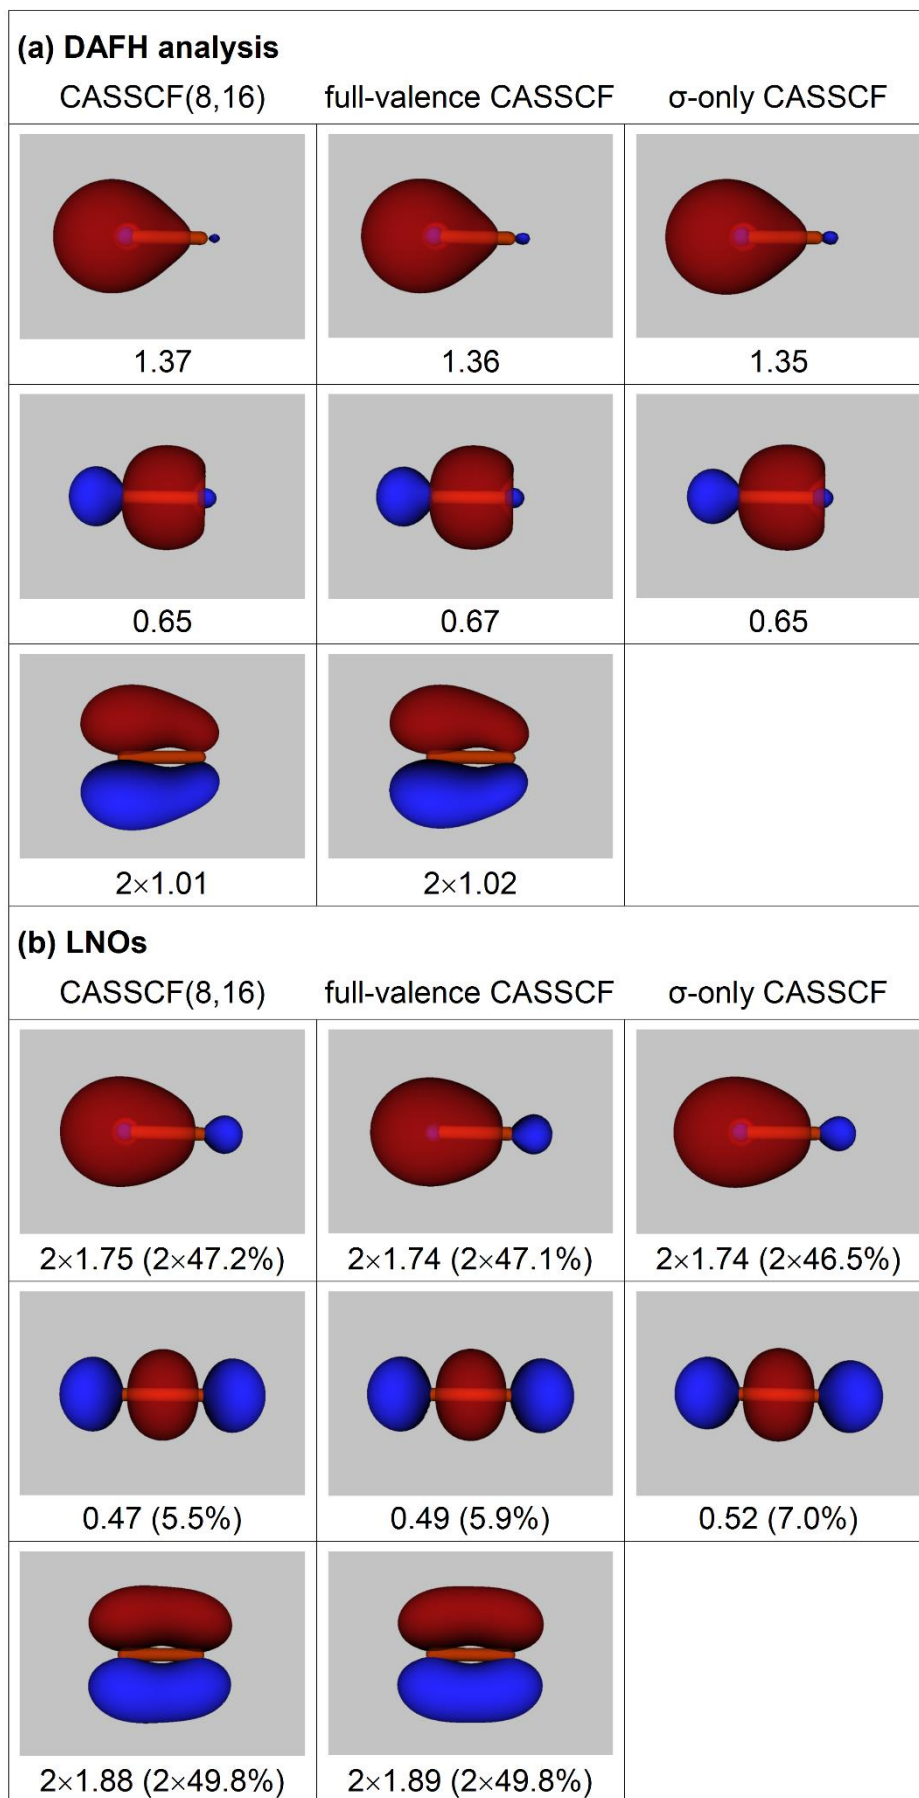 (a) DAFH analysis
CASSCF(8,16) full-valence CASSCF σ-only CASSCF
1.37 1.36 1.35
0.65 0.67 0.65
2×1.01 2×1.02
(b) LNOs
CASSCF(8,16) full-valence CASSCF σ-only CASSCF
2×1.75 (2×47.2%) 2×1.74 (2×47.1%) 2×1.74 (2×46.5%)
0.47 (5.5%) 0.49 (5.9%) 0.52 (7.0%)
2×1.88 (2×49.8%) 2×1.89 (2×49.8%)